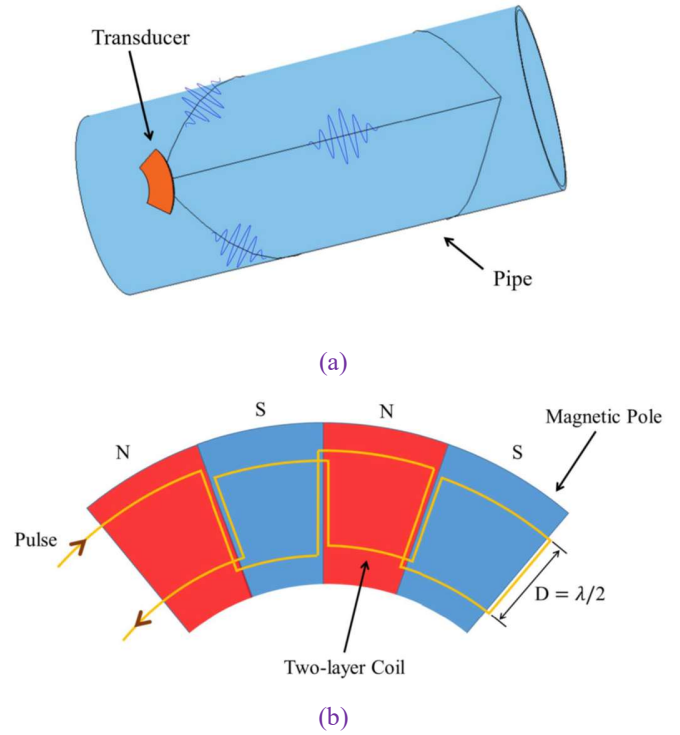 Transducer
Pipe
(a)
N
S
N
S
Magnetic Pole
Pulse
D = λ/2
Two-layer Coil
(b)